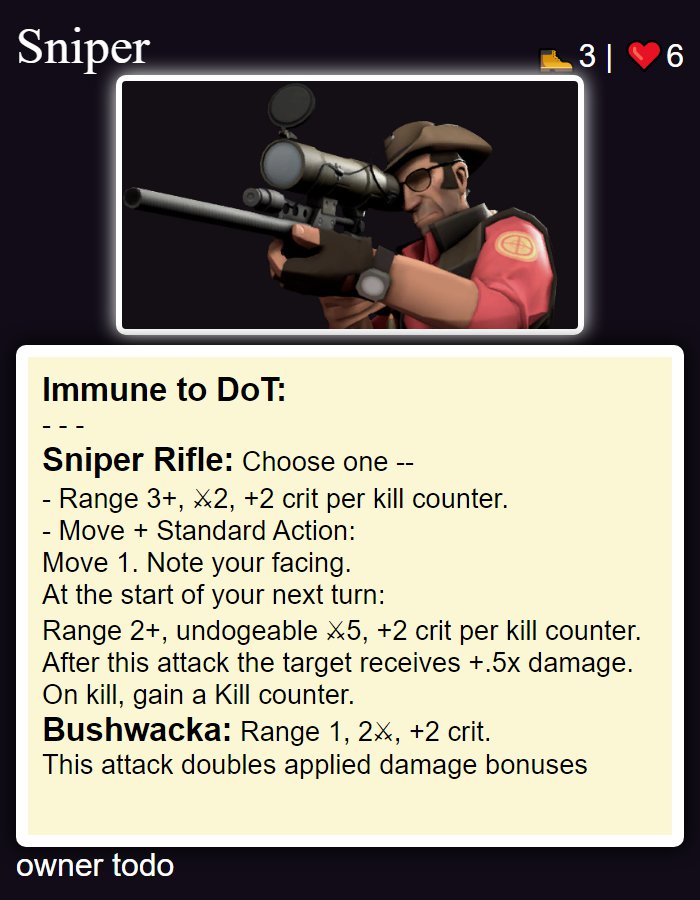 Sniper
🥾3 | ❤️6
Immune to DoT:
- - -
Sniper Rifle: Choose one --
- Range 3+, ⚔2, +2 crit per kill counter.
- Move + Standard Action:
Move 1. Note your facing.
At the start of your next turn:
Range 2+, undogeable ⚔5, +2 crit per kill counter.
After this attack the target receives +.5x damage.
On kill, gain a Kill counter.
Bushwacka: Range 1, 2⚔, +2 crit.
This attack doubles applied damage bonuses
owner todo